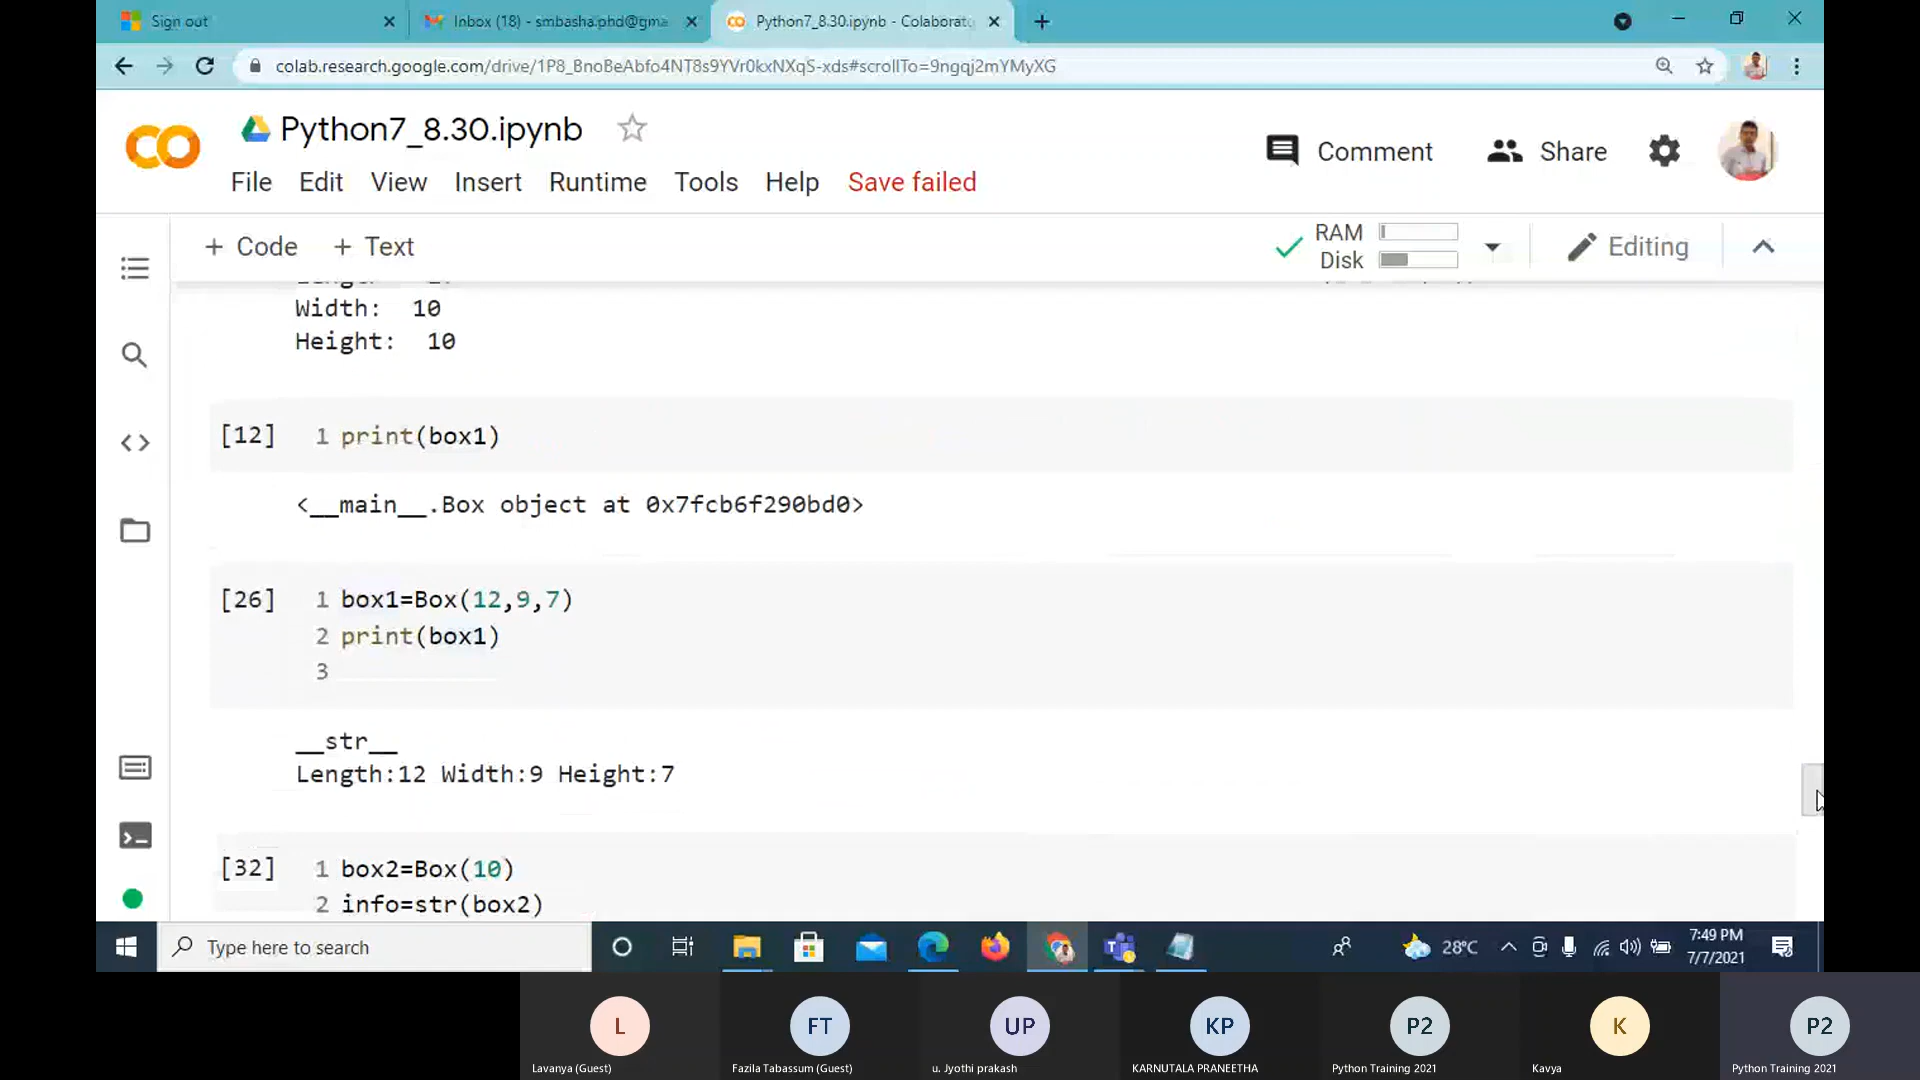 Sign out
Inbox (18) - smbasha.phd@gma
Python7_8.30.ipynb - Colaborato
colab.research.google.com/drive/1P8_BnoBeAbfo4NT8s9YVr0kxNXqS-xds#scrollTo=9ngqj2mYMyXG
Python7_8.30.ipynb
Comment
Share
File Edit View Insert Runtime Tools Help Save failed
+ Code + Text
RAM
Disk
Editing
Width: 10
Height: 10
[12] 1 print(box1)
<__main__.Box object at 0x7fcb6f290bd0>
[26] 1 box1=Box(12,9,7)
2 print(box1)
3
__str__
Length:12 Width:9 Height:7
[32] 1 box2=Box(10)
2 info=str(box2)
Type here to search
28°C
7:49 PM
7/7/2021
L
FT
UP
KP
P2
K
P2
Lavanya (Guest)
Fazila Tabassum (Guest)
u. Jyothi prakash
KARNUTALA PRANEETHA
Python Training 2021
Kavya
Python Training 2021